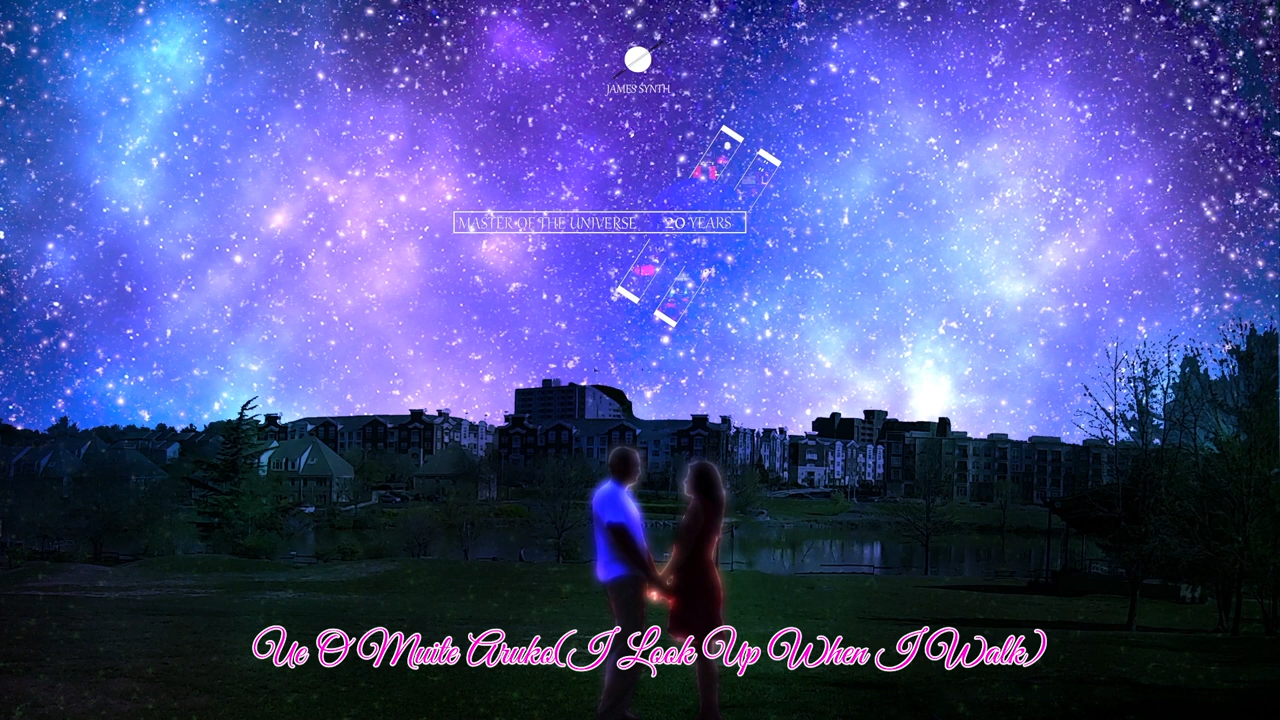 JAMES SYNTH
MASTER OF THE UNIVERSE 20 YEARS
Ue O Muite Aruko(I Look Up When I Walk)